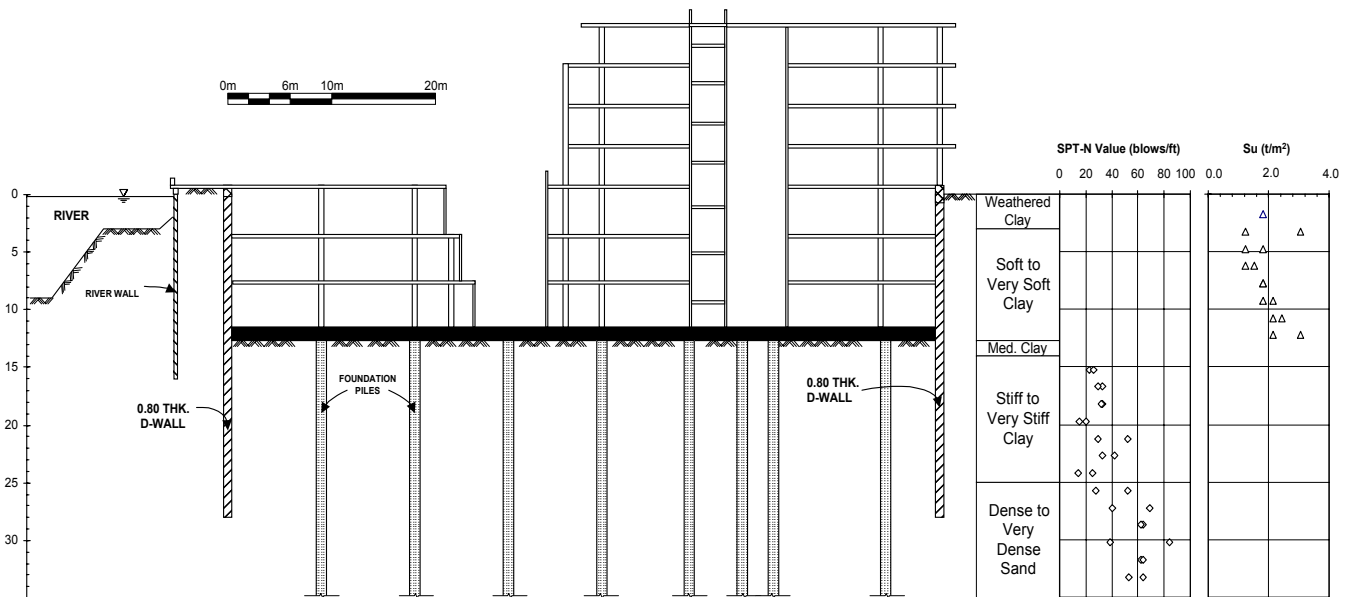 0m 6m 10m 20m
SPT-N Value (blows/ft)
Su (t/m²)
0 20 40 60 80 100
0.0 2.0 4.0
0
5
10
15
20
25
30
RIVER
RIVER WALL
0.80 THK.
D-WALL
FOUNDATION
PILES
0.80 THK.
D-WALL
Weathered
Clay
Soft to
Very Soft
Clay
Med. Clay
Stiff to
Very Stiff
Clay
Dense to
Very
Dense
Sand